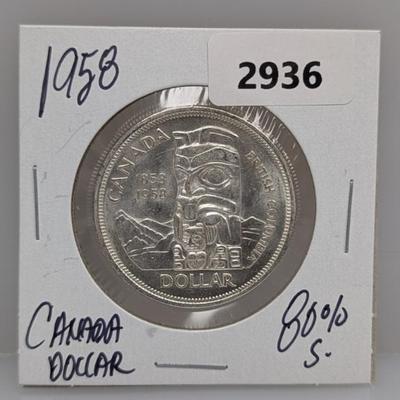 1958
2936
CANADA
BRITISH COLUMBIA
1858
1958
DOLLAR
CANADA
DOLLAR
80%
S.